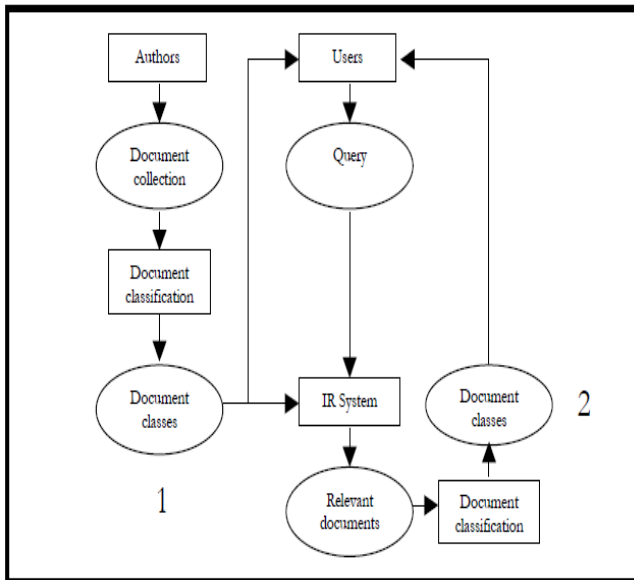 Authors
Users
Document
collection
Query
Document
classification
Document
classes
IR System
Document
classes
2
1
Relevant
documents
Document
classification